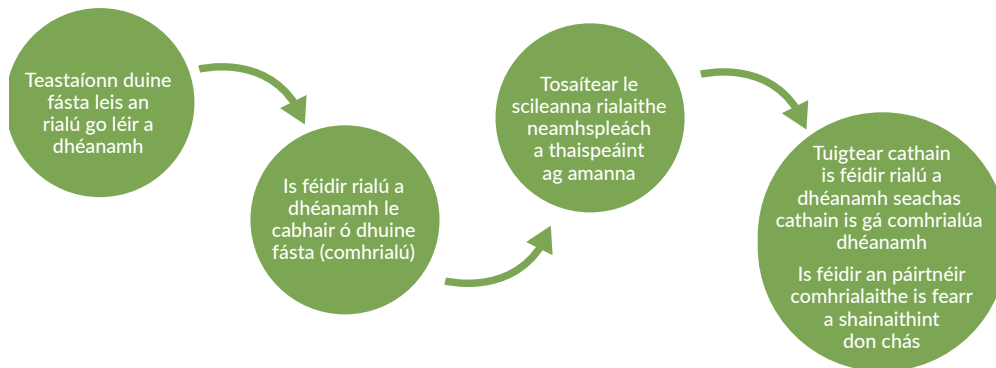 Teastaíonn duine
fásta leis an
rialú go léir a
dhéanamh
Is féidir rialú a
dhéanamh le
cabhair ó dhuine
fásta (comhrialú)
Tosaítear le
scileanna rialaithe
neamhspleách
a thaispeáint
ag amanna
Tuigtear cathain
is féidir rialú a
dhéanamh seachas
cathain is gá comhrialúa
dhéanamh
Is féidir an páirtnéir
comhrialaithe is fearr
a shainaithint
don chás